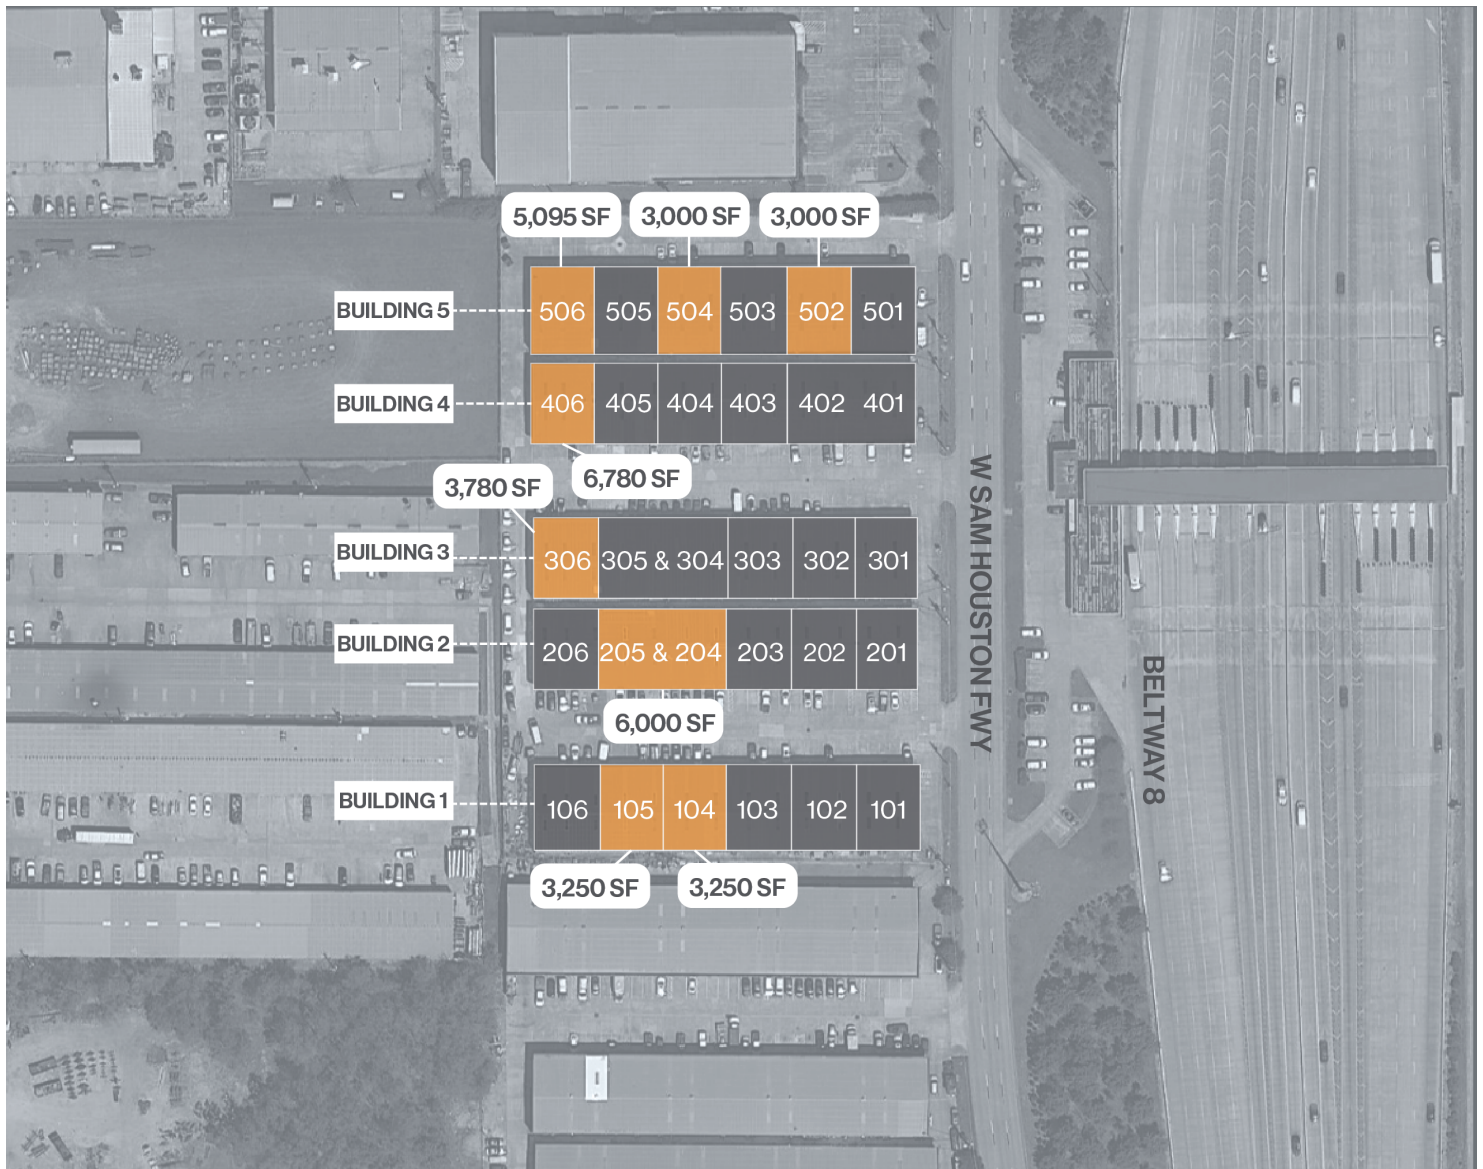 5,095 SF 3,000 SF 3,000 SF
BUILDING 5 506 505 504 503 502 501
BUILDING 4 406 405 404 403 402 401
6,780 SF
3,780 SF
BUILDING 3 306 305 & 304 303 302 301
BUILDING 2 206 205 & 204 203 202 201
6,000 SF
BUILDING 1 106 105 104 103 102 101
3,250 SF 3,250 SF
W SAM HOUSTON FWY
BELTWAY 8